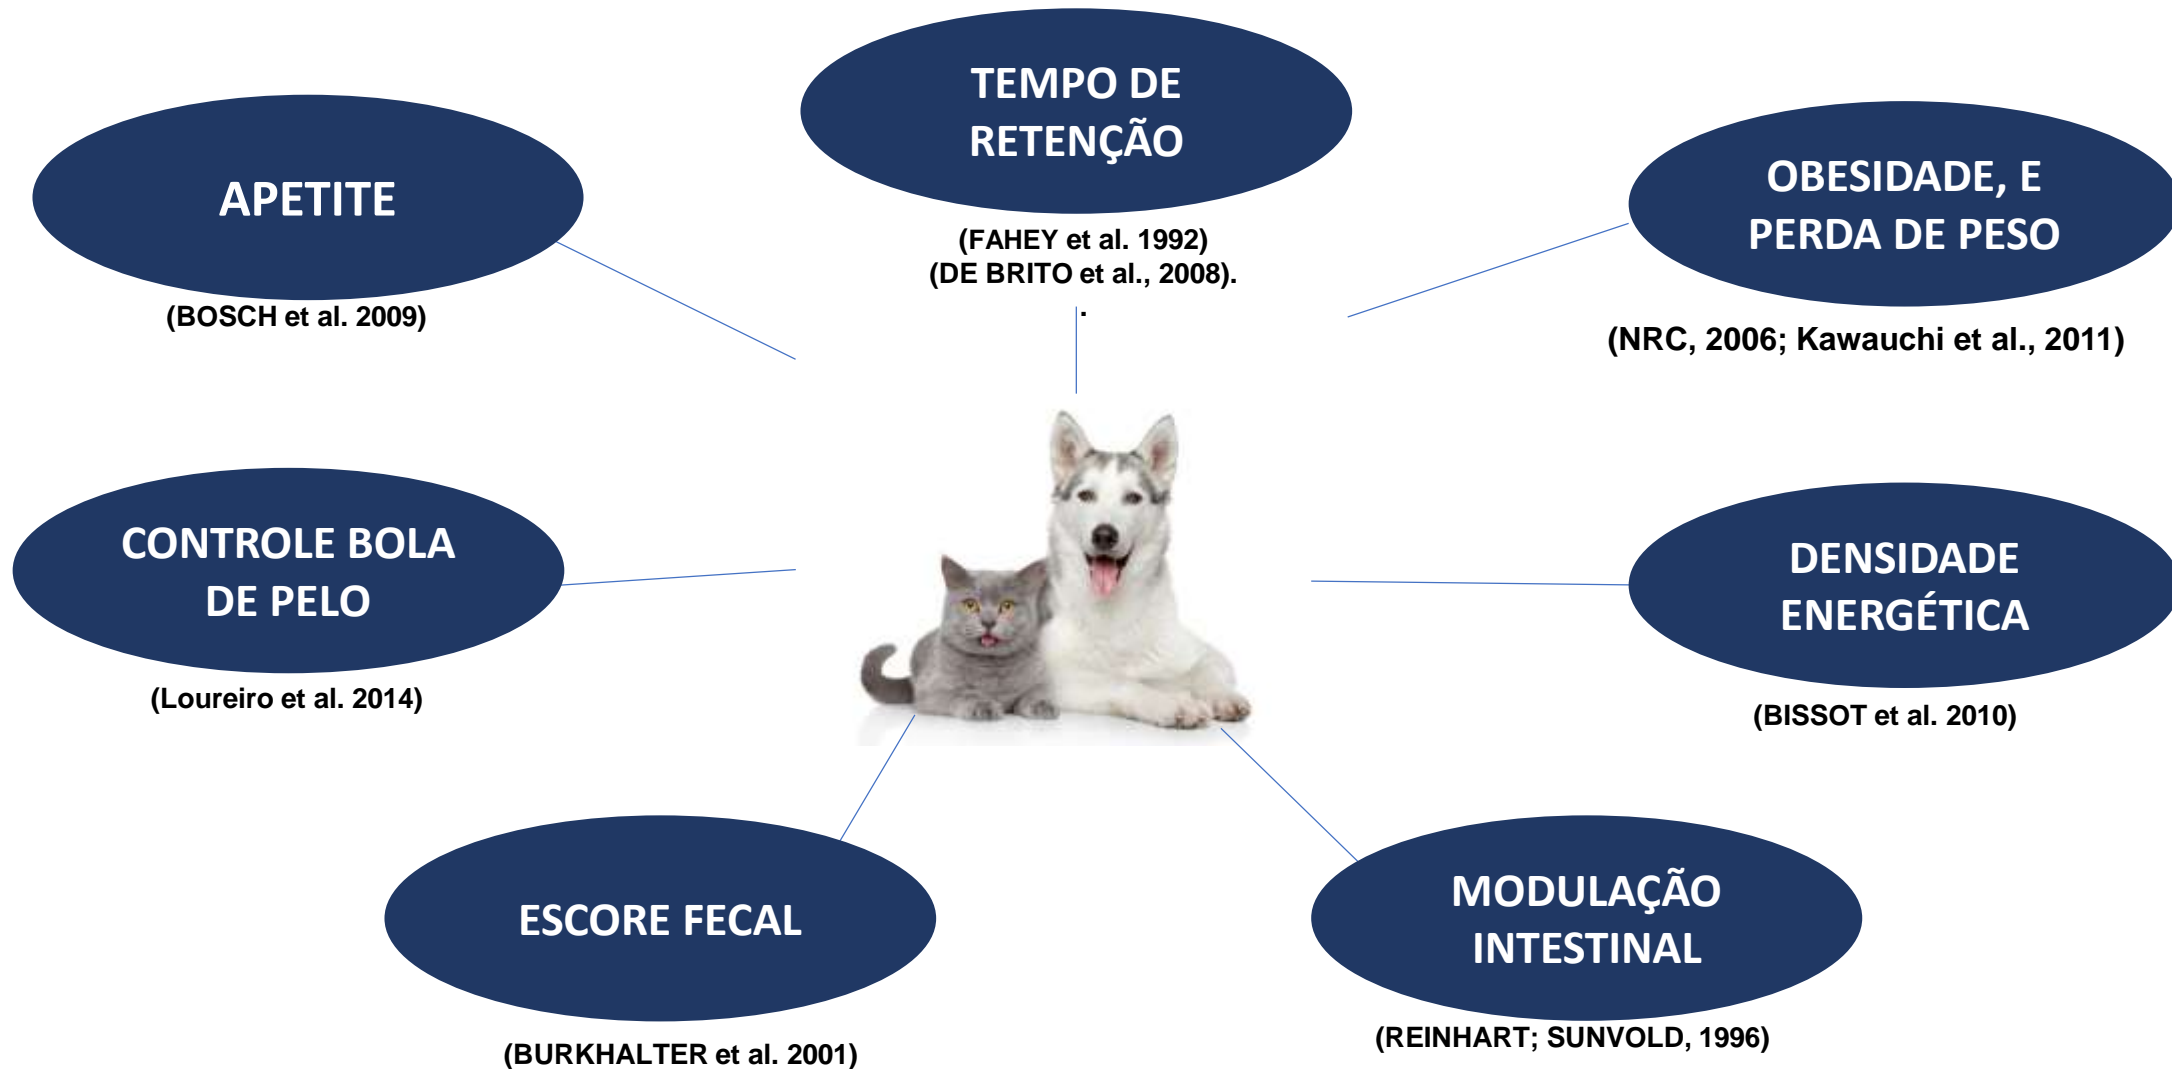 TEMPO DE
RETENÇÃO
(FAHEY et al. 1992)
(DE BRITO et al., 2008).
.
APETITE
(BOSCH et al. 2009)
OBESIDADE, E
PERDA DE PESO
(NRC, 2006; Kawauchi et al., 2011)
CONTROLE BOLA
DE PELO
(Loureiro et al. 2014)
DENSIDADE
ENERGÉTICA
(BISSOT et al. 2010)
ESCORE FECAL
(BURKHALTER et al. 2001)
MODULAÇÃO
INTESTINAL
(REINHART; SUNVOLD, 1996)